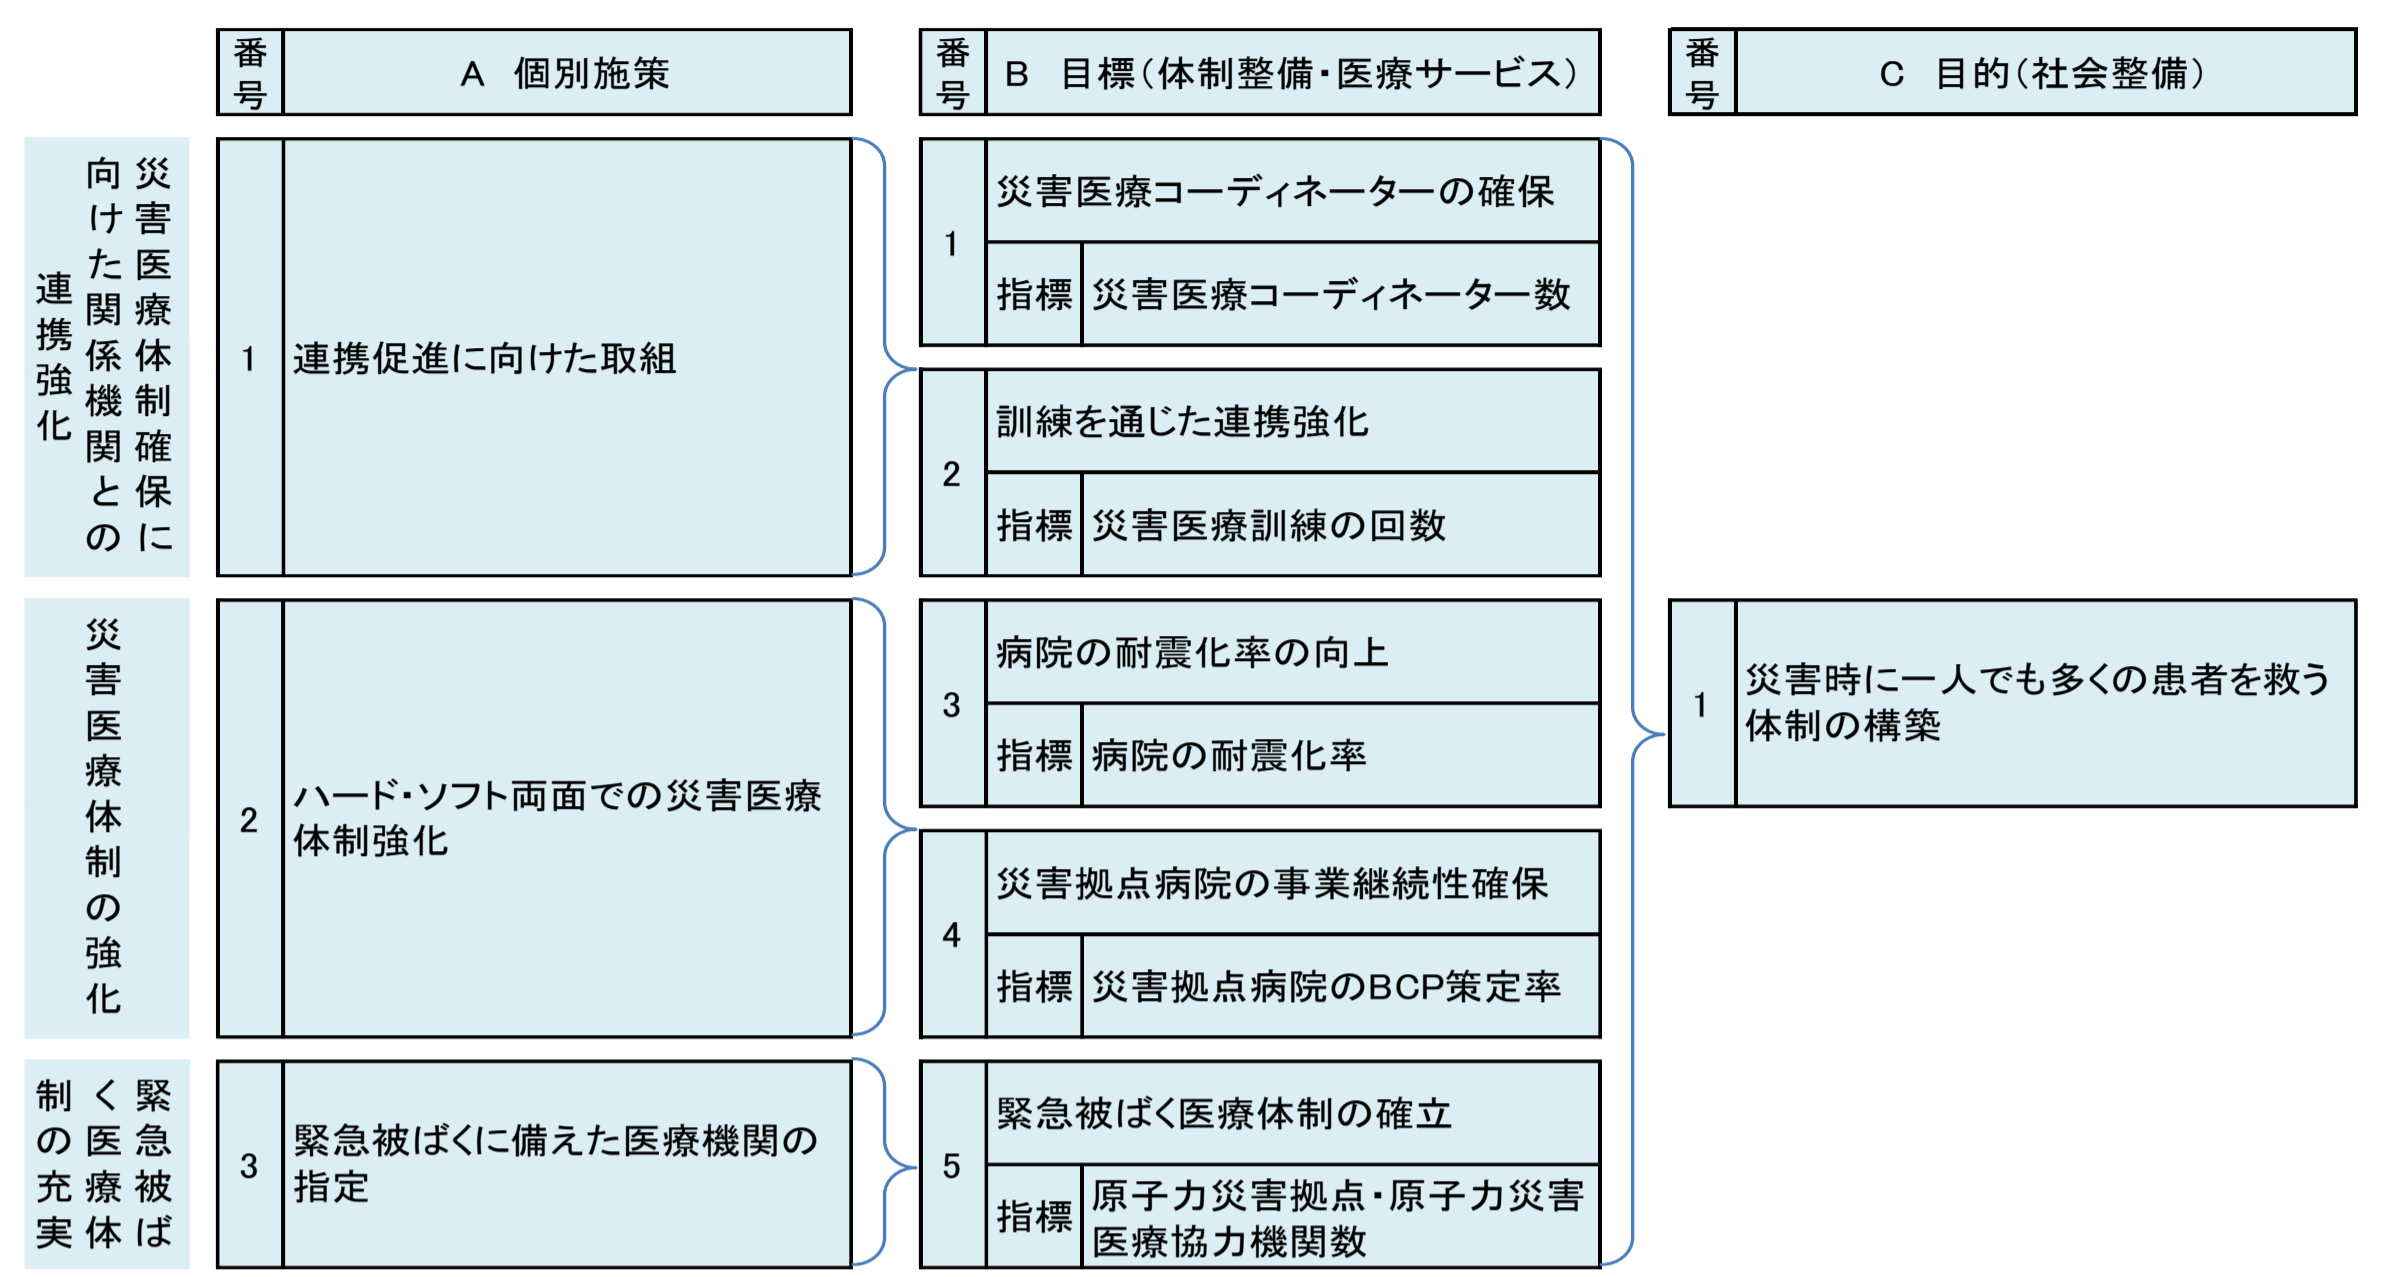 番号
A 個別施策
番号
B 目標(体制整備・医療サービス)
番号
C 目的(社会整備)
災害医療体制確保に
向けた関係機関との
連携強化
1
連携促進に向けた取組
1
災害医療コーディネーターの確保
指標
災害医療コーディネーター数
2
訓練を通じた連携強化
指標
災害医療訓練の回数
災害医療体制の強化
2
ハード・ソフト両面での災害医療
体制強化
3
病院の耐震化率の向上
指標
病院の耐震化率
4
災害拠点病院の事業継続性確保
指標
災害拠点病院のBCP策定率
1
災害時に一人でも多くの患者を救う
体制の構築
緊急被ば
く医療体
制の充実
3
緊急被ばくに備えた医療機関の
指定
5
緊急被ばく医療体制の確立
指標
原子力災害拠点・原子力災害
医療協力機関数